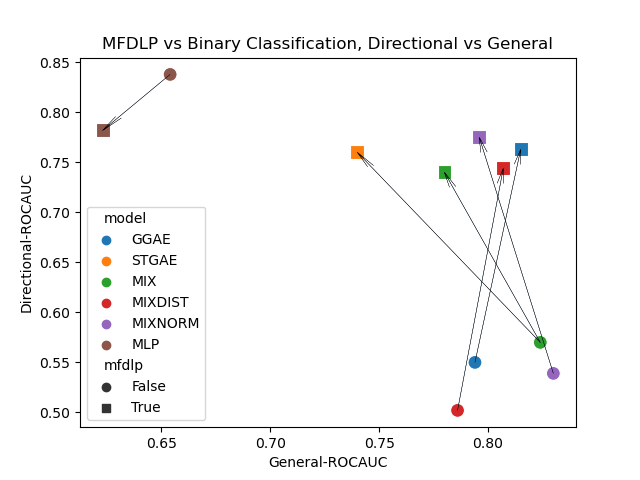 MFDLP vs Binary Classification, Directional vs General
0.85
0.80
0.75
0.70
0.65
0.60
0.55
0.50
Directional-ROCAUC
model
GGAE
STGAE
MIX
MIXDIST
MIXNORM
MLP
mfdlp
False
True
0.65
0.70
0.75
0.80
General-ROCAUC